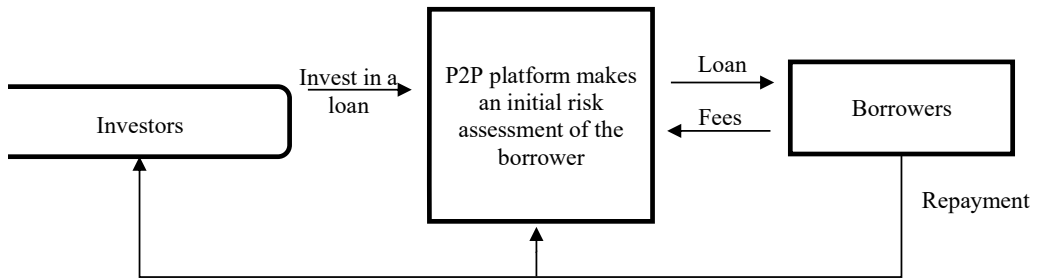 Investors
Invest in a
loan
P2P platform makes
an initial risk
assessment of the
borrower
Loan
Fees
Borrowers
Repayment